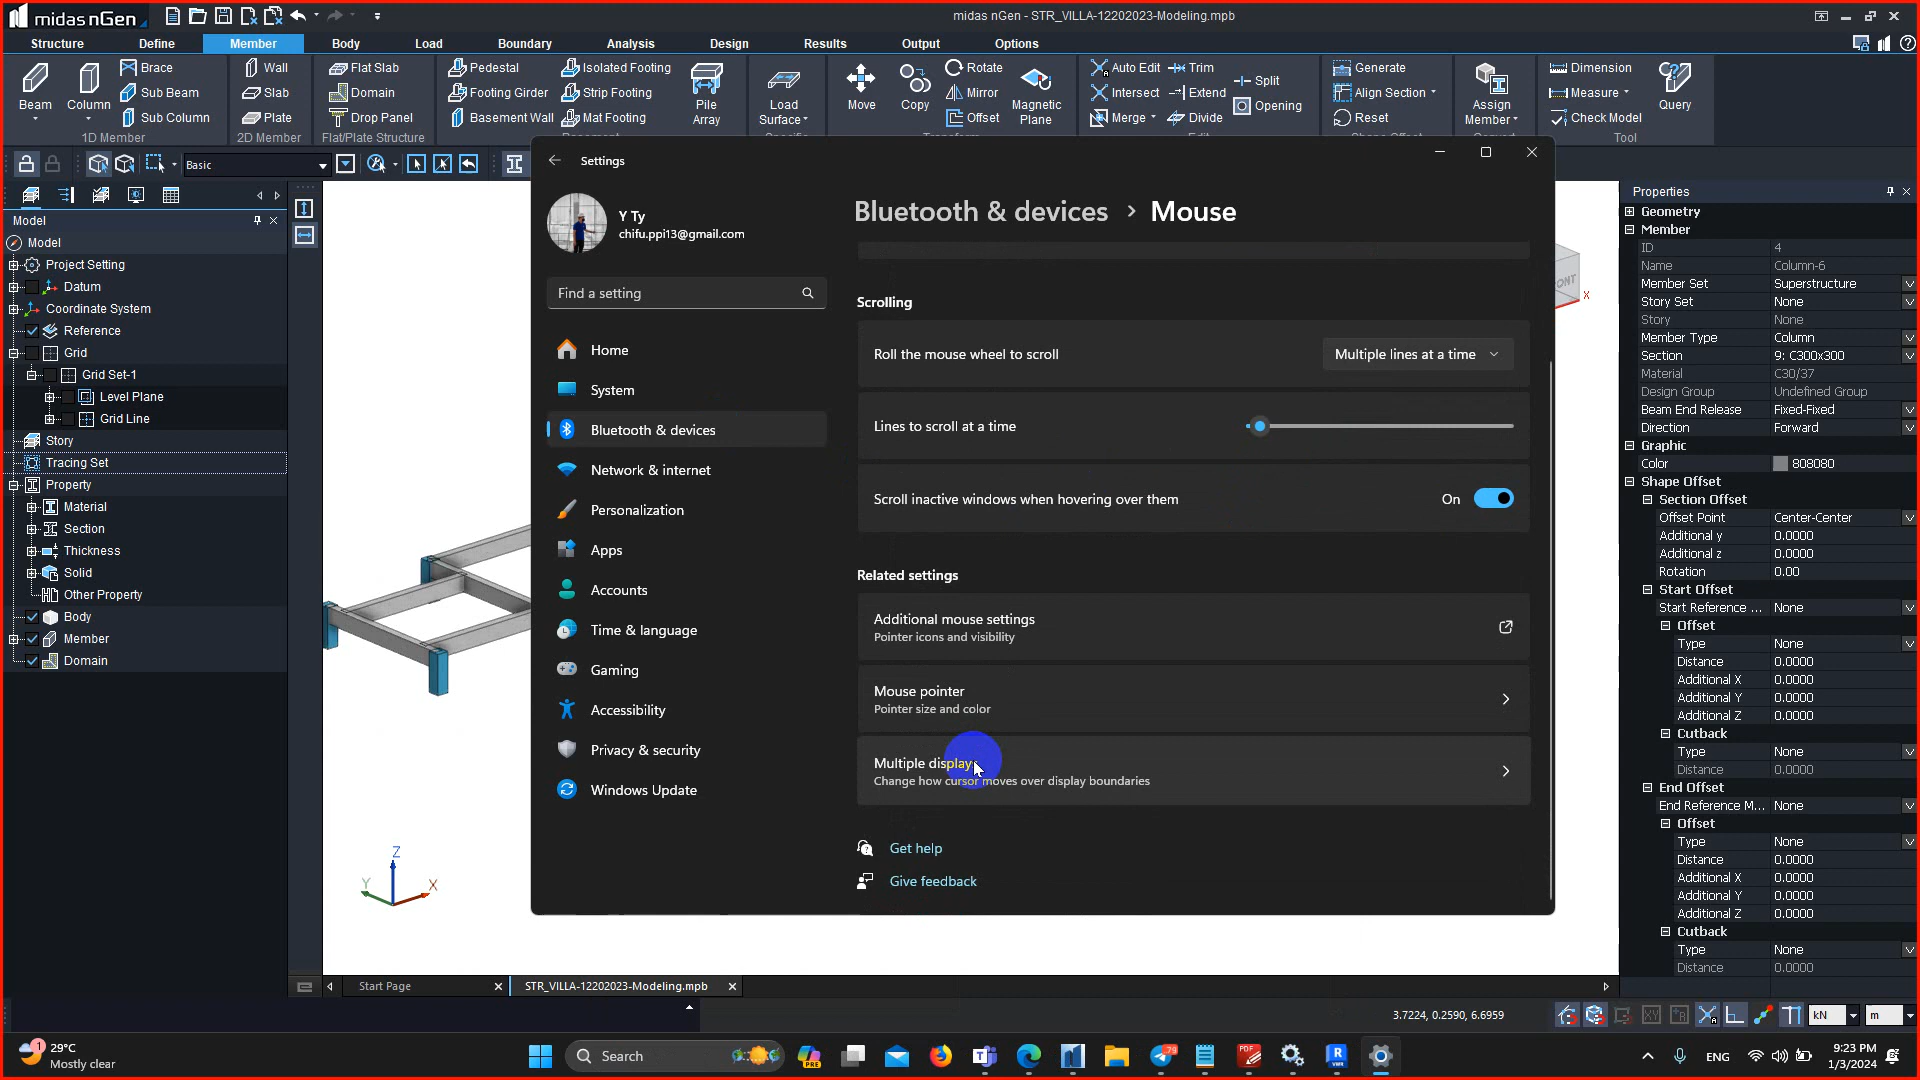 midas nGen
midas nGen - STR_VILLA-12202023-Modeling.mpb
Structure Define Member Body Load Boundary Analysis Design Results Output Options
Beam
Column
Brace
Sub Beam
Sub Column
1D Member
Wall
Slab
Plate
2D Member
Flat Slab
Domain
Drop Panel
Flat/Plate Structure
Pedestal
Footing Girder
Basement Wall
Isolated Footing
Strip Footing
Mat Footing
Pile
Array
Load
Surface
Move
Copy
Rotate
Mirror
Offset
Magnetic
Plane
Auto Edit
Intersect
Merge
Trim
Extend
Divide
Split
Opening
Generate
Align Section
Reset
Assign
Member
Dimension
Measure
Check Model
Query
Tool
Basic
Model
Model
Project Setting
Datum
Coordinate System
Reference
Grid
Grid Set-1
Level Plane
Grid Line
Story
Tracing Set
Property
Material
Section
Thickness
Solid
Other Property
Body
Member
Domain
Z
Y
X
Settings
Y Ty
chifu.ppi13@gmail.com
Find a setting
Home
System
Bluetooth & devices
Network & internet
Personalization
Apps
Accounts
Time & language
Gaming
Accessibility
Privacy & security
Windows Update
Bluetooth & devices > Mouse
Scrolling
Roll the mouse wheel to scroll
Multiple lines at a time
Lines to scroll at a time
Scroll inactive windows when hovering over them
On
Related settings
Additional mouse settings
Pointer icons and visibility
Mouse pointer
Pointer size and color
Multiple displays
Change how cursor moves over display boundaries
Get help
Give feedback
X
Properties
Geometry
Member
ID 4
Name Column-6
Member Set Superstructure
Story Set None
Story None
Member Type Column
Section 9: C300x300
Material C30/37
Design Group Undefined Group
Beam End Release Fixed-Fixed
Direction Forward
Graphic
Color 808080
Shape Offset
Section Offset
Offset Point Center-Center
Additional y 0.0000
Additional z 0.0000
Rotation 0.00
Start Offset
Start Reference ... None
Offset
Type None
Distance 0.0000
Additional X 0.0000
Additional Y 0.0000
Additional Z 0.0000
Cutback
Type None
Distance 0.0000
End Offset
End Reference M... None
Offset
Type None
Distance 0.0000
Additional X 0.0000
Additional Y 0.0000
Additional Z 0.0000
Cutback
Type None
Distance 0.0000
Start Page
STR_VILLA-12202023-Modeling.mpb
3.7224, 0.2590, 6.6959
kN
m
1
29°C
Mostly clear
Search
PRE
79
PDF
ENG
9:23 PM
1/3/2024